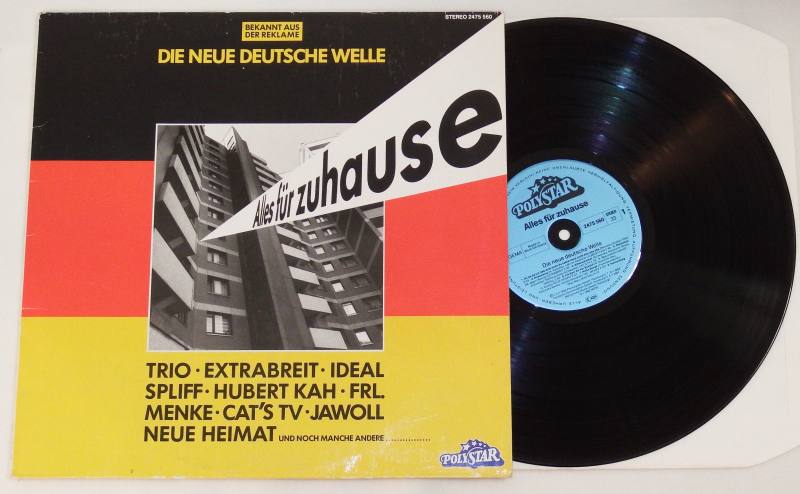 STEREO 2475 560
BEKANNT AUS
DER REKLAME
DIE NEUE DEUTSCHE WELLE
Alles für zuhause
TRIO · EXTRABREIT · IDEAL
SPLIFF · HUBERT KAH · FRL.
MENKE · CAT'S TV · JAWOLL
NEUE HEIMAT UND NOCH MANCHE ANDERE ..............
POLYSTAR
POLYSTAR
Alles für zuhause
2475 560
33
1
GEMA
Die neue deutsche Welle